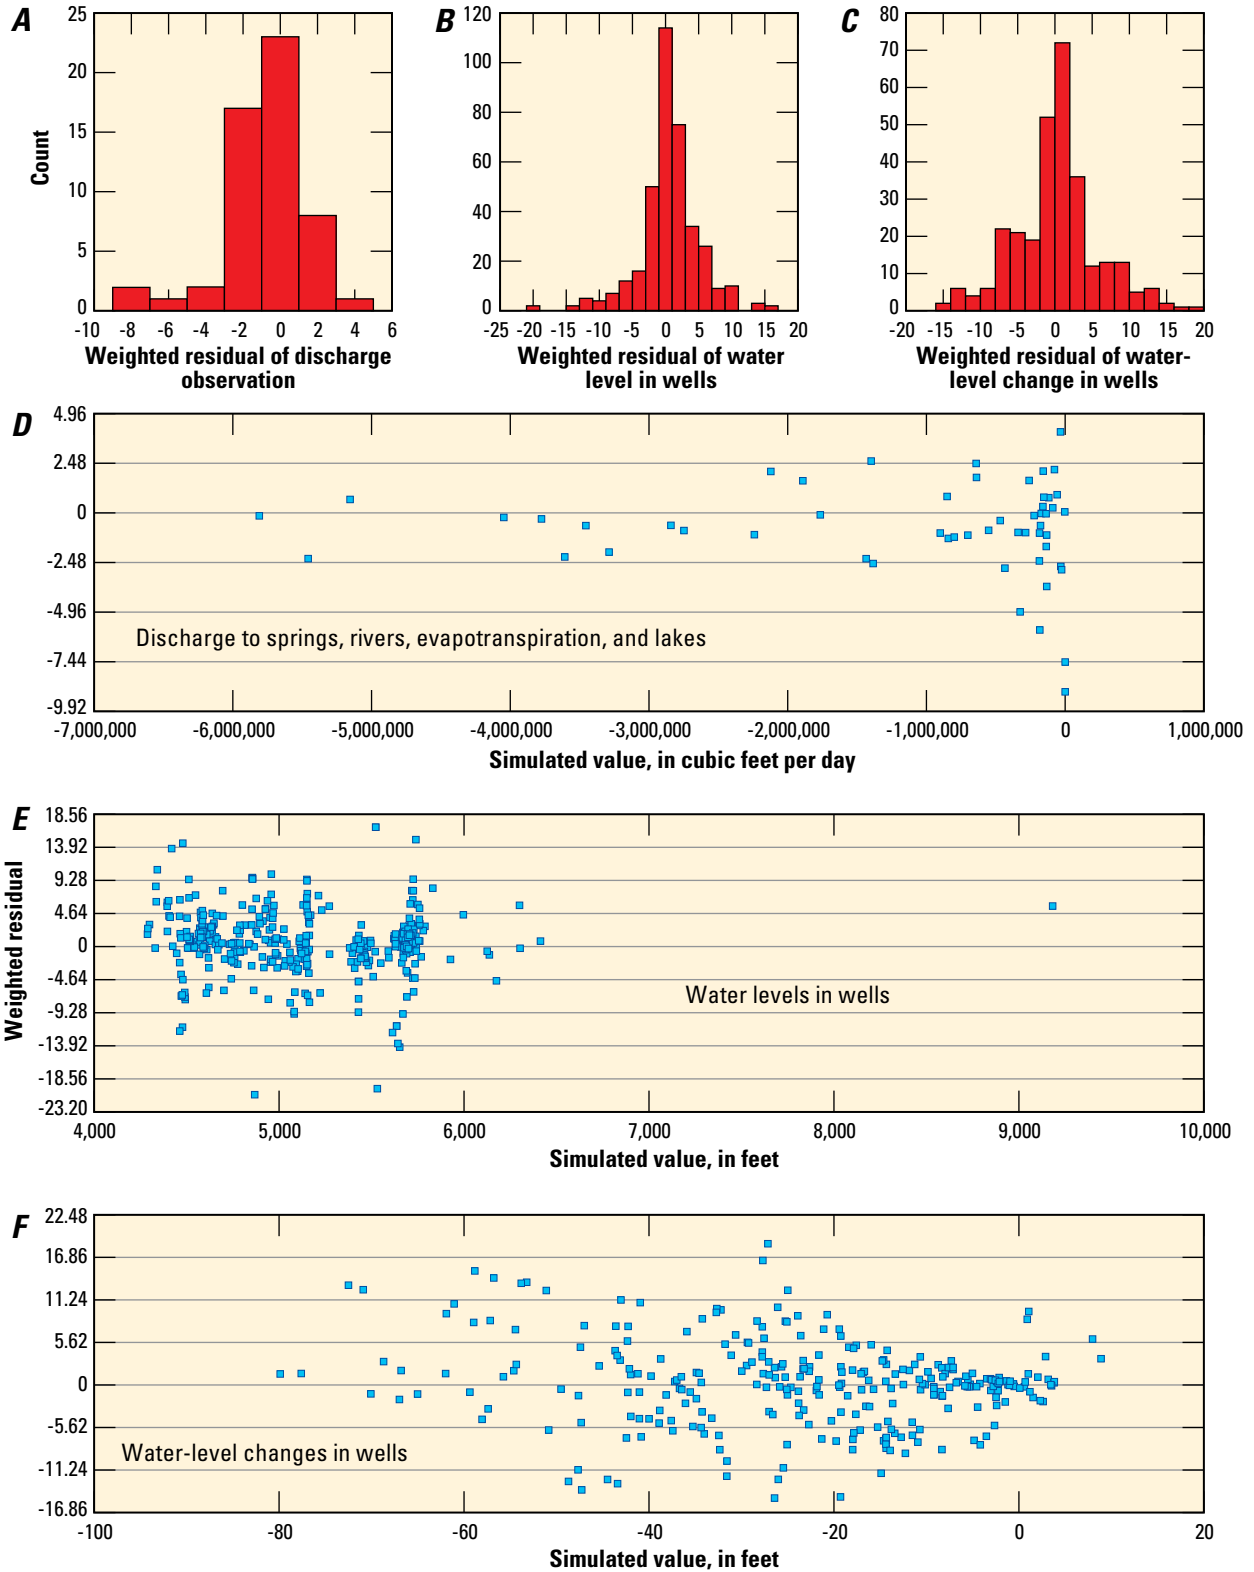 A
25
20
15
10
5
0
Count
-10 -8 -6 -4 -2 0 2 4 6
Weighted residual of discharge
observation
B
120
100
80
60
40
20
0
-25 -20 -15 -10 -5 0 5 10 15 20
Weighted residual of water
level in wells
C
80
70
60
50
40
30
20
10
0
-20 -15 -10 -5 0 5 10 15 20
Weighted residual of water-
level change in wells
D
4.96
2.48
0
-2.48
-4.96
-7.44
-9.92
Discharge to springs, rivers, evapotranspiration, and lakes
-7,000,000 -6,000,000 -5,000,000 -4,000,000 -3,000,000 -2,000,000 -1,000,000 0 1,000,000
Simulated value, in cubic feet per day
E
Weighted residual
18.56
13.92
9.28
4.64
0
-4.64
-9.28
-13.92
-18.56
-23.20
Water levels in wells
4,000 5,000 6,000 7,000 8,000 9,000 10,000
Simulated value, in feet
F
22.48
16.86
11.24
5.62
0
-5.62
-11.24
-16.86
Water-level changes in wells
-100 -80 -60 -40 -20 0 20
Simulated value, in feet